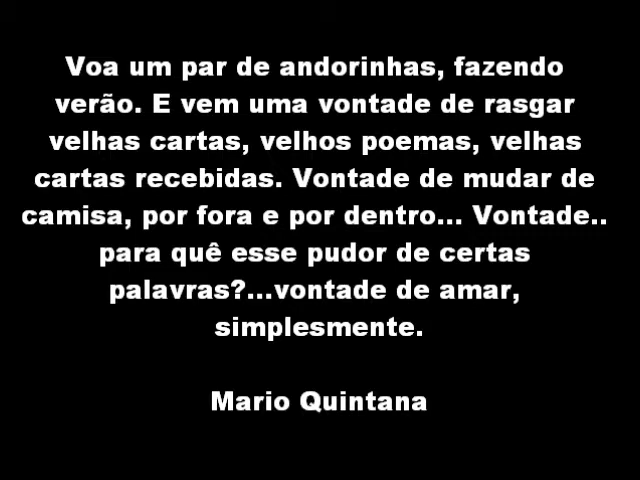 Voa um par de andorinhas, fazendo
verão. E vem uma vontade de rasgar
velhas cartas, velhos poemas, velhas
cartas recebidas. Vontade de mudar de
camisa, por fora e por dentro... Vontade..
para quê esse pudor de certas
palavras?...vontade de amar,
simplesmente.
Mario Quintana